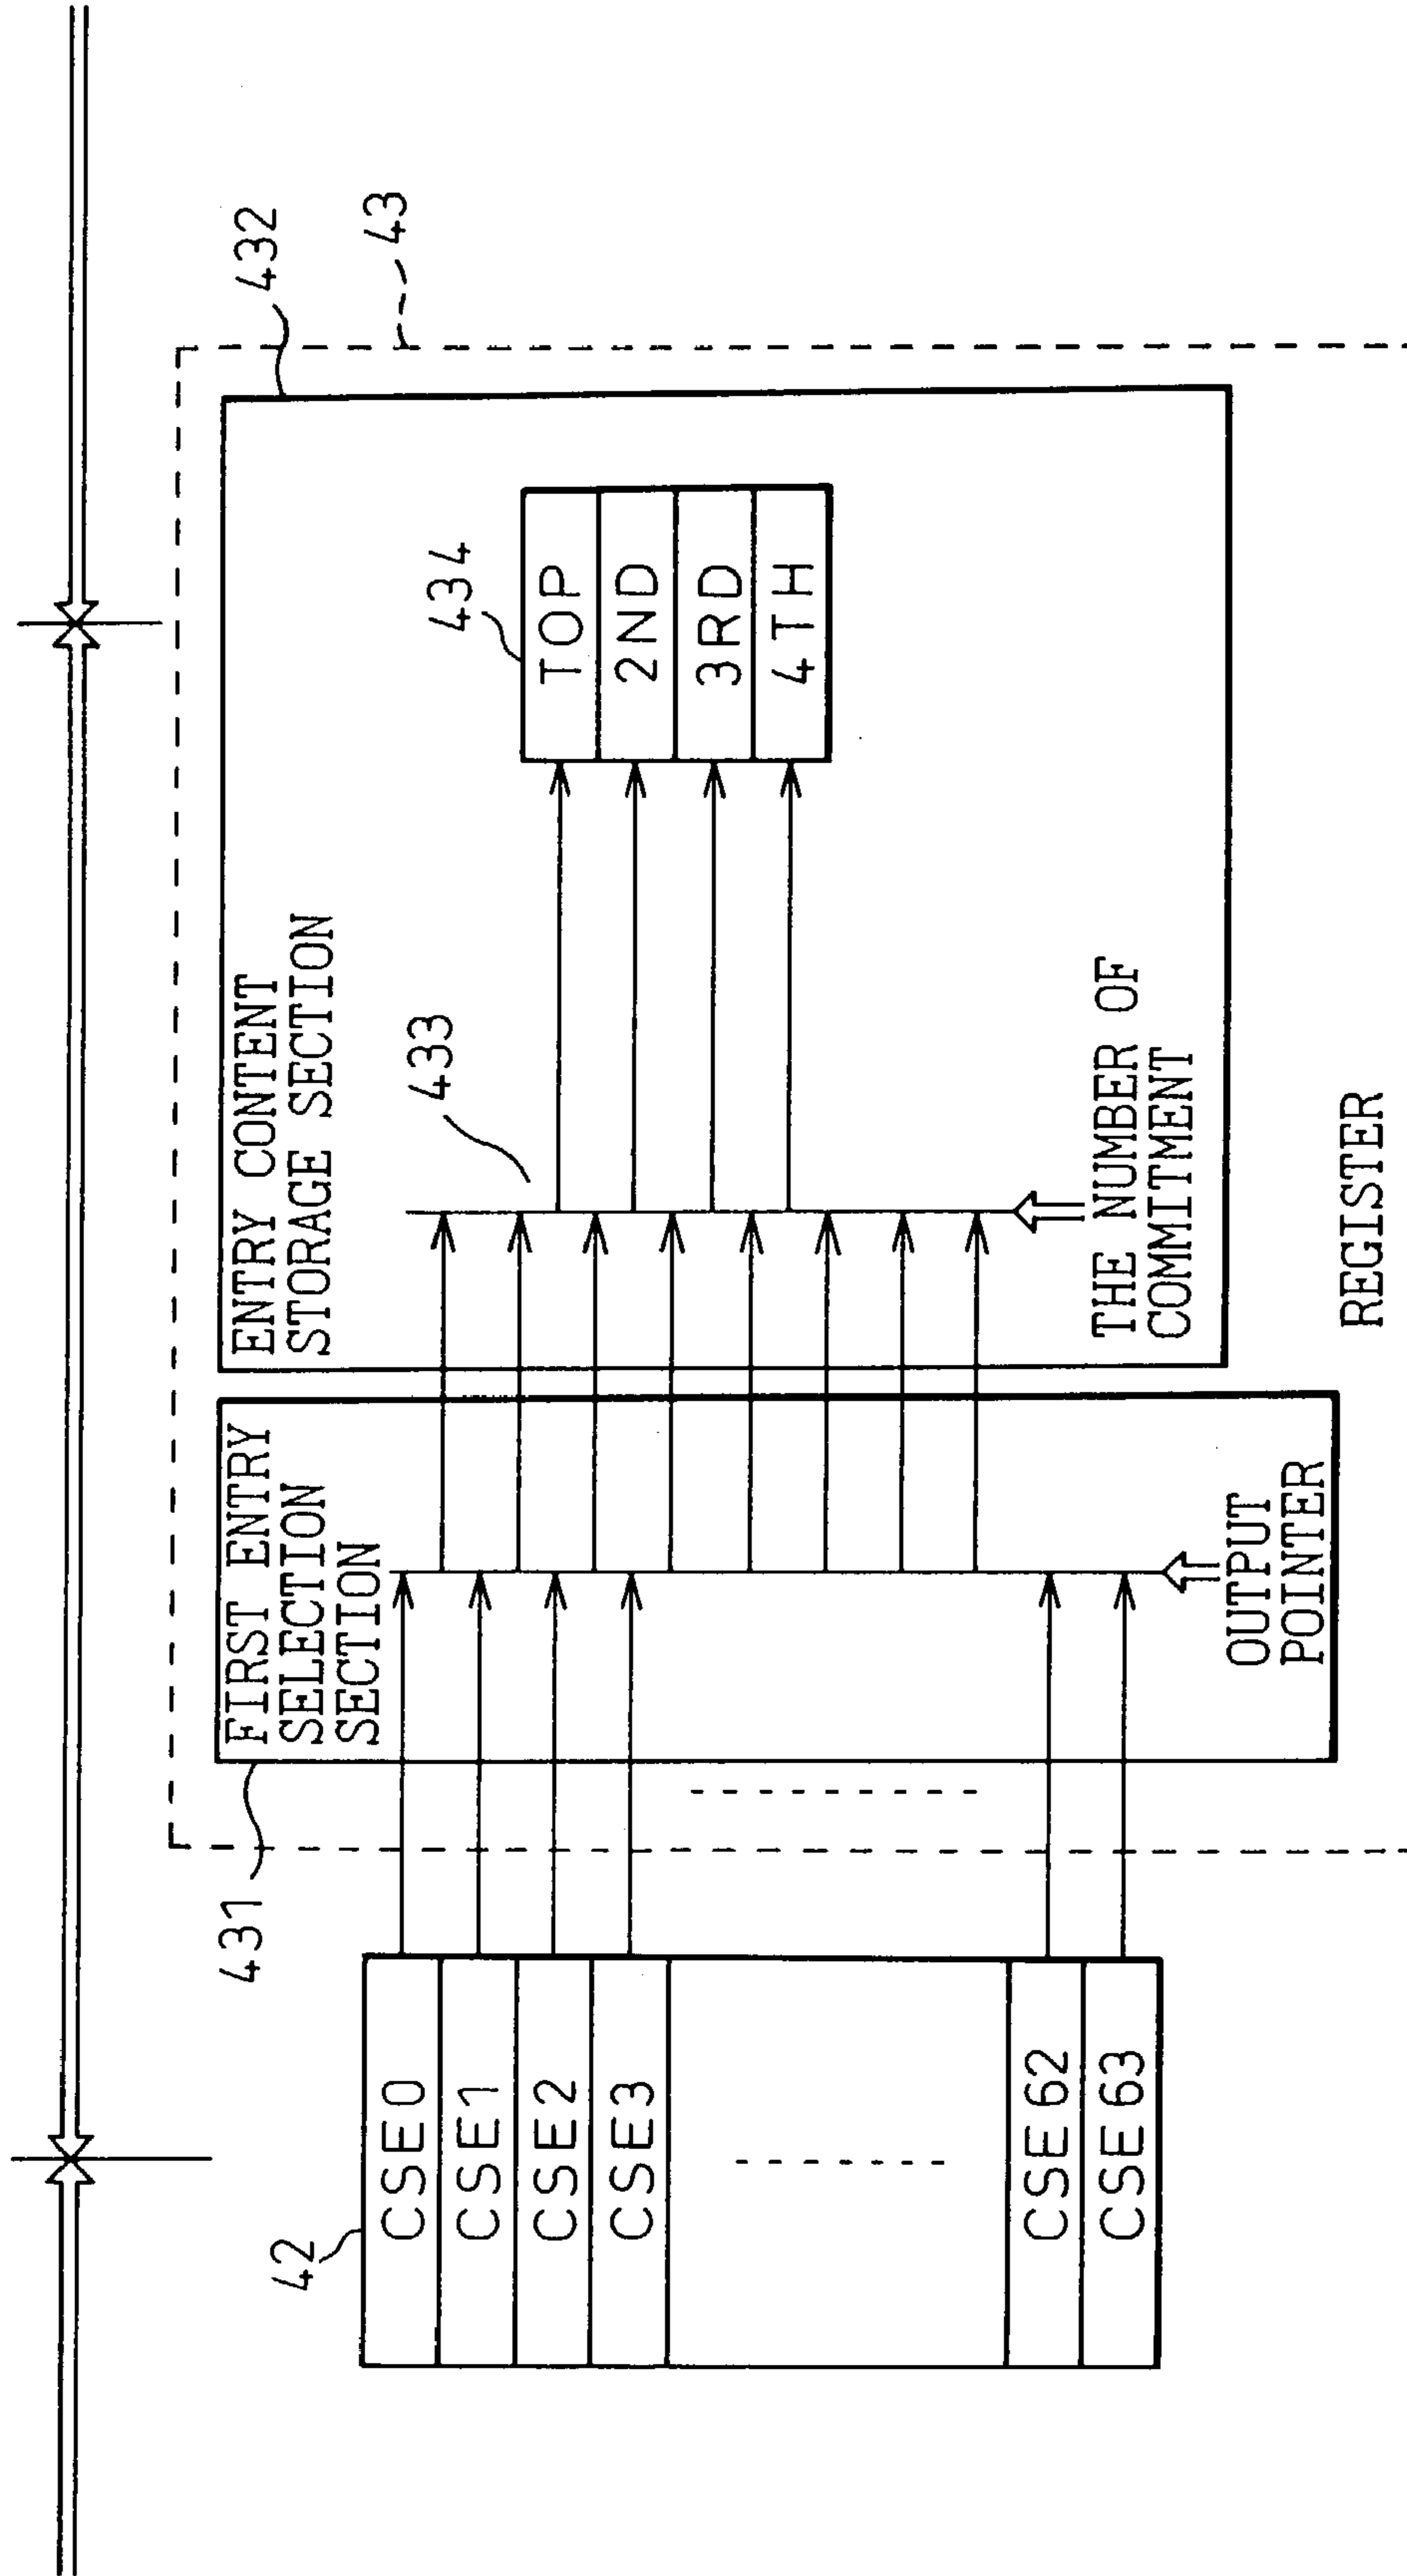 43
432
431
FIRST ENTRY
SELECTION
SECTION
ENTRY CONTENT
STORAGE SECTION
433
434
42
CSE0
CSE1
CSE2
CSE3
CSE62
CSE63
TOP
2ND
3RD
4TH
OUTPUT
POINTER
THE NUMBER OF
COMMITMENT
REGISTER